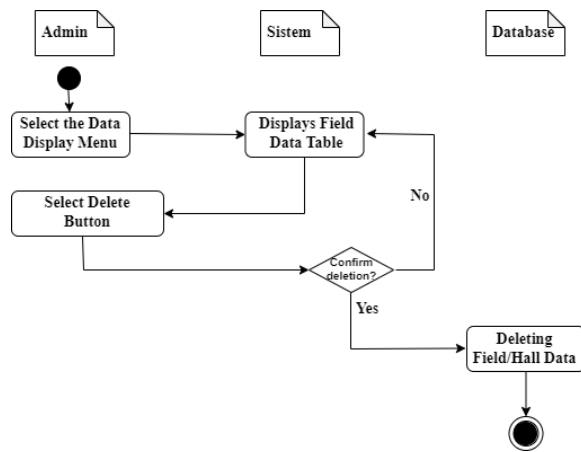 Admin
Sistem
Database
Select the Data
Display Menu
Displays Field
Data Table
Select Delete
Button
No
Confirm
deletion?
Yes
Deleting
Field/Hall Data